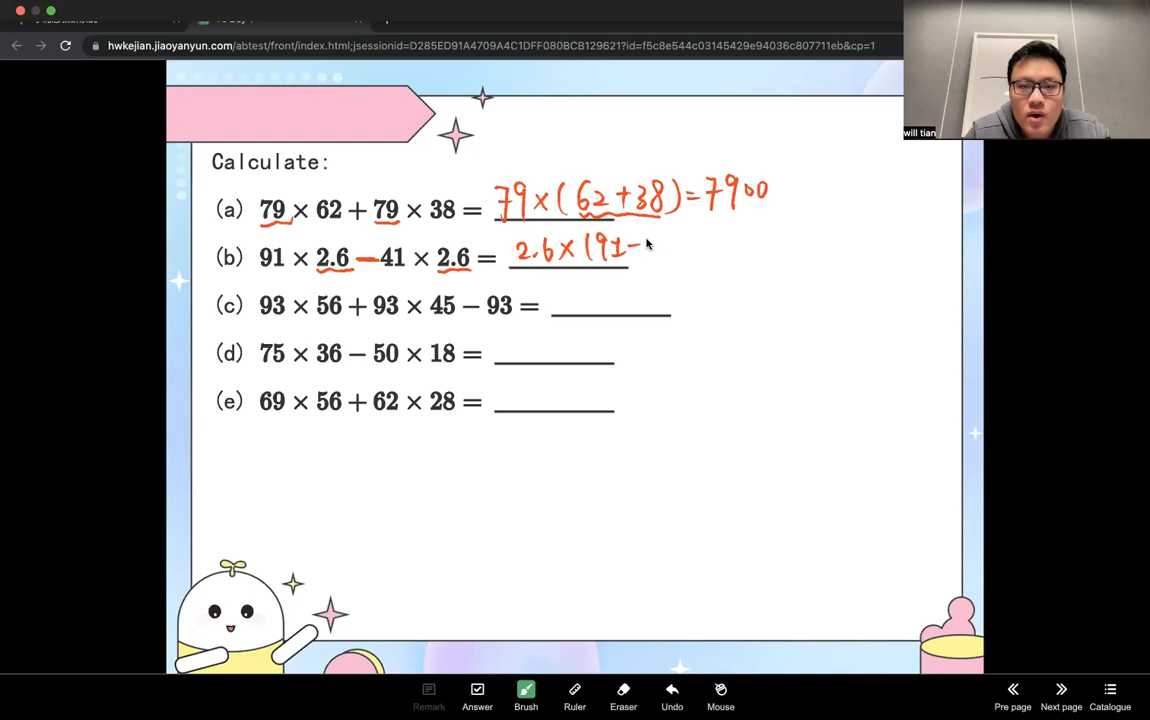 hwkejian.jiaoyanyun.com/abtest/front/index.html;jsessionid=D285ED91A4709A4C1DFF080BCB129621?id=f5c8e544c03145429e94036c807711eb&cp=1
will tian
Calculate:
(a) 79 × 62 + 79 × 38 = 79 × (62 + 38) = 7900
(b) 91 × 2.6 − 41 × 2.6 = 2.6 × (91 −
(c) 93 × 56 + 93 × 45 − 93 =
(d) 75 × 36 − 50 × 18 =
(e) 69 × 56 + 62 × 28 =
Remark Answer Brush Ruler Eraser Undo Mouse Pre page Next page Catalogue